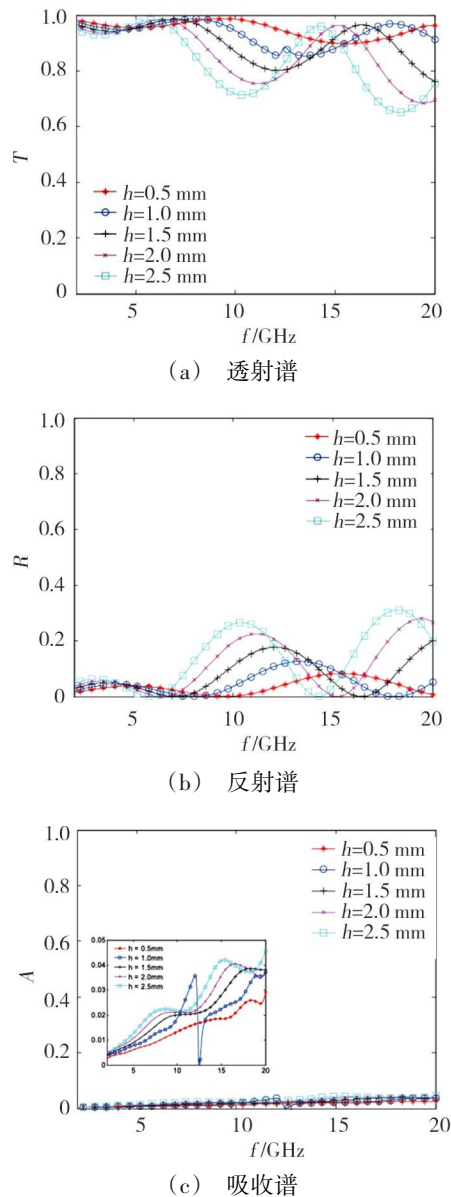 1.0
0.8
0.6
T
0.4
h=0.5 mm
h=1.0 mm
h=1.5 mm
0.2
h=2.0 mm
h=2.5 mm
0
5 10 15 20
f/GHz
(a) 透射谱
1.0
h=0.5 mm
h=1.0 mm
0.8
h=1.5 mm
h=2.0 mm
0.6
h=2.5 mm
R
0.4
0.2
0
5 10 15 20
f/GHz
(b) 反射谱
1.0
h=0.5 mm
h=1.0 mm
0.8
h=1.5 mm
h=2.0 mm
0.6
h=2.5 mm
A
0.4
0.2
0
0.05
0.04
0.03
0.02
0.01
0
h = 0.5mm
h = 1.0mm
h = 1.5mm
h = 2.0mm
h = 2.5mm
5 10 15 20
5 10 15 20
f/GHz
(c) 吸收谱